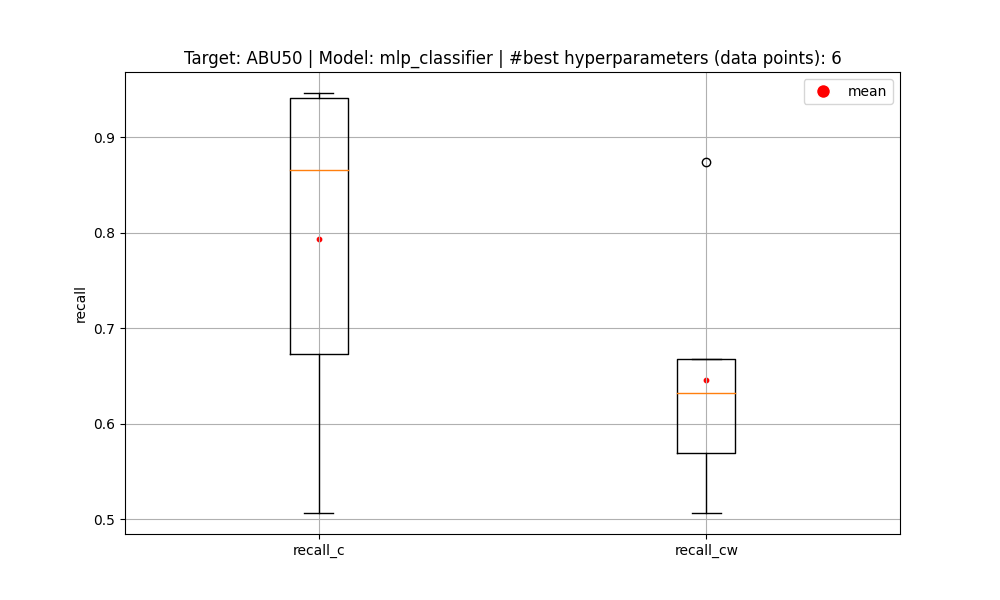 Target: ABU50 | Model: mlp_classifier | #best hyperparameters (data points): 6
mean
0.9
0.8
0.7
0.6
0.5
recall
recall_c
recall_cw